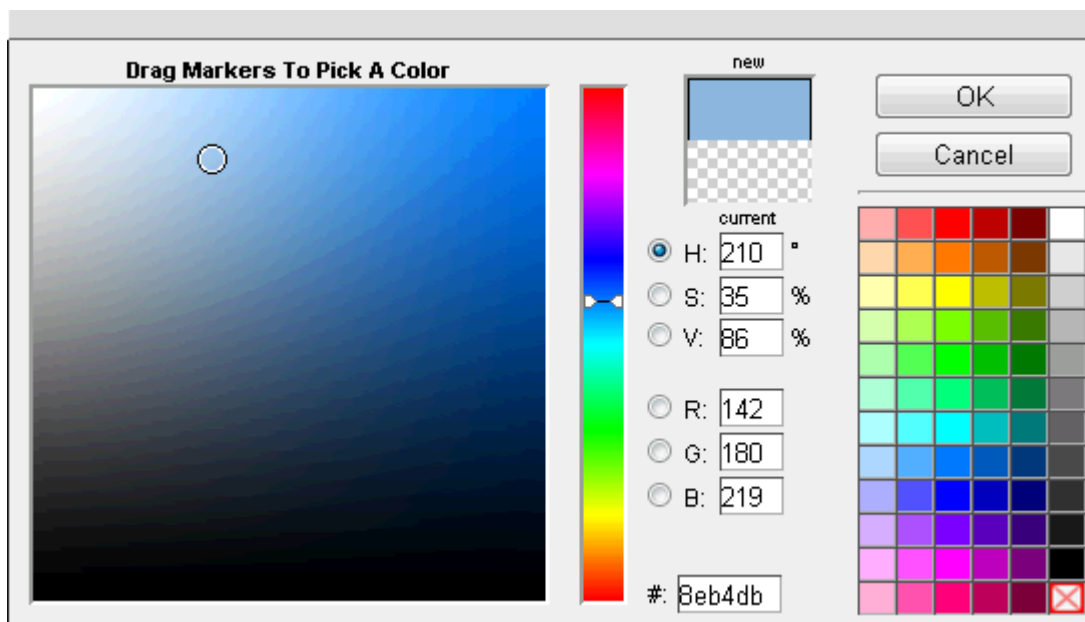 Drag Markers To Pick A Color
new
OK
Cancel
current
H: 210 °
S: 35 %
V: 86 %
R: 142
G: 180
B: 219
#: 8eb4db